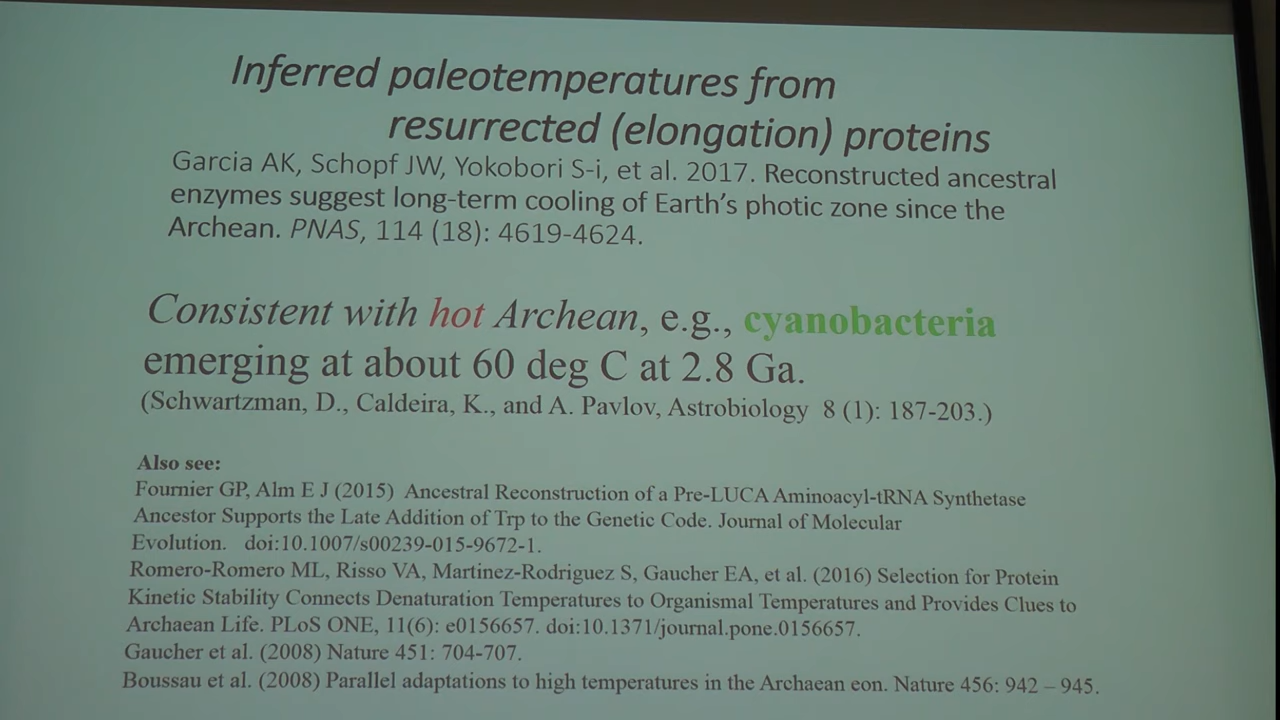 Inferred paleotemperatures from
resurrected (elongation) proteins
Garcia AK, Schopf JW, Yokobori S-i, et al. 2017. Reconstructed ancestral
enzymes suggest long-term cooling of Earth's photic zone since the
Archean. PNAS, 114 (18): 4619-4624.
Consistent with hot Archean, e.g., cyanobacteria
emerging at about 60 deg C at 2.8 Ga.
(Schwartzman, D., Caldeira, K., and A. Pavlov, Astrobiology 8 (1): 187-203.)
Also see:
Fournier GP, Alm E J (2015) Ancestral Reconstruction of a Pre-LUCA Aminoacyl-tRNA Synthetase
Ancestor Supports the Late Addition of Trp to the Genetic Code. Journal of Molecular
Evolution. doi:10.1007/s00239-015-9672-1.
Romero-Romero ML, Risso VA, Martinez-Rodriguez S, Gaucher EA, et al. (2016) Selection for Protein
Kinetic Stability Connects Denaturation Temperatures to Organismal Temperatures and Provides Clues to
Archaean Life. PLoS ONE, 11(6): e0156657. doi:10.1371/journal.pone.0156657.
Gaucher et al. (2008) Nature 451: 704-707.
Boussau et al. (2008) Parallel adaptations to high temperatures in the Archaean eon. Nature 456: 942 – 945.